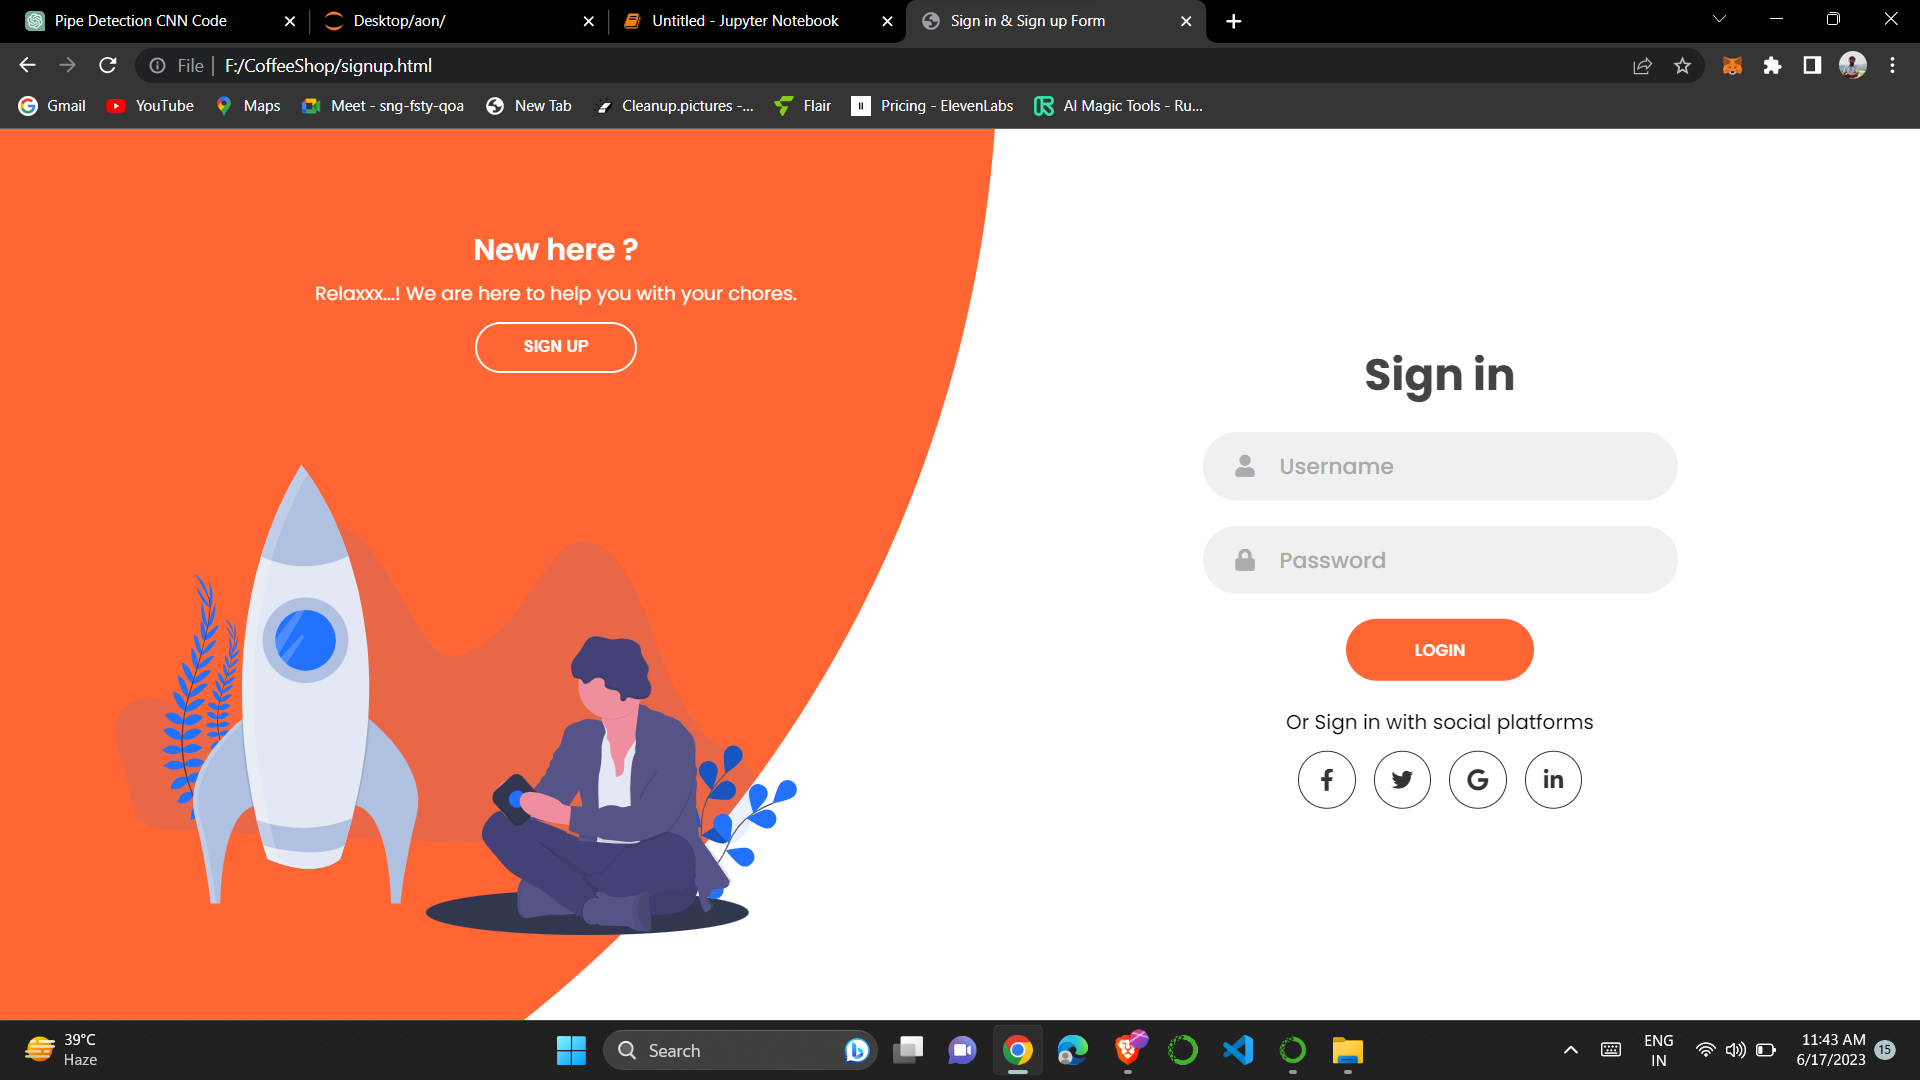 Pipe Detection CNN Code
Desktop/aon/
Untitled - Jupyter Notebook
Sign in & Sign up Form
File | F:/CoffeeShop/signup.html
Gmail
YouTube
Maps
Meet - sng-fsty-qoa
New Tab
Cleanup.pictures -...
Flair
Pricing - ElevenLabs
AI Magic Tools - Ru...
New here ?
Relaxxx...! We are here to help you with your chores.
SIGN UP
Sign in
Username
Password
LOGIN
Or Sign in with social platforms
39°C
Haze
Search
ENG
IN
11:43 AM
6/17/2023
15